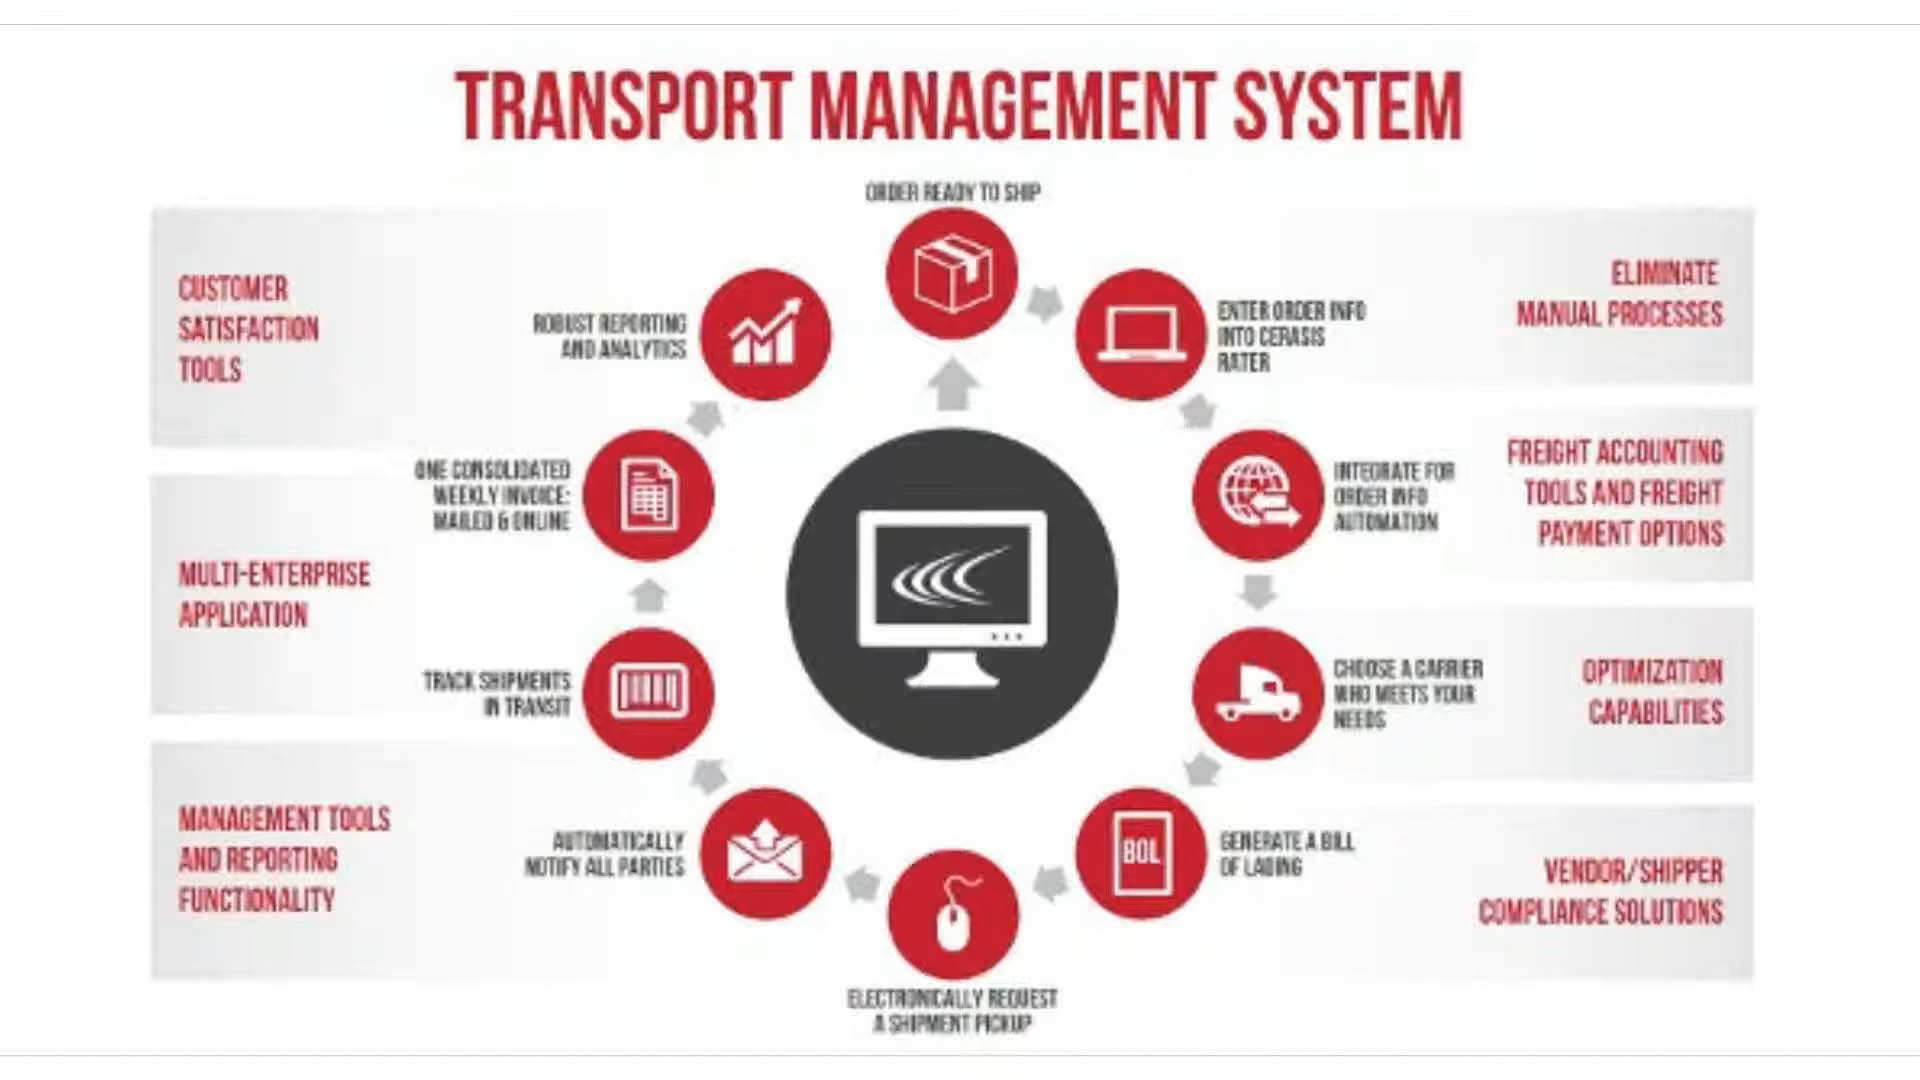 TRANSPORT MANAGEMENT SYSTEM
ORDER READY TO SHIP
ENTER ORDER INFO
INTO CERASIS
RATER
INTEGRATE FOR
ORDER INFO
AUTOMATION
CHOOSE A CARRIER
WHO MEETS YOUR
NEEDS
GENERATE A BILL
OF LADING
BOL
ELECTRONICALLY REQUEST
A SHIPMENT PICKUP
AUTOMATICALLY
NOTIFY ALL PARTIES
TRACK SHIPMENTS
IN TRANSIT
ONE CONSOLIDATED
WEEKLY INVOICE:
MAILED & ONLINE
ROBUST REPORTING
AND ANALYTICS
CUSTOMER
SATISFACTION
TOOLS
MULTI-ENTERPRISE
APPLICATION
MANAGEMENT TOOLS
AND REPORTING
FUNCTIONALITY
ELIMINATE
MANUAL PROCESSES
FREIGHT ACCOUNTING
TOOLS AND FREIGHT
PAYMENT OPTIONS
OPTIMIZATION
CAPABILITIES
VENDOR/SHIPPER
COMPLIANCE SOLUTIONS